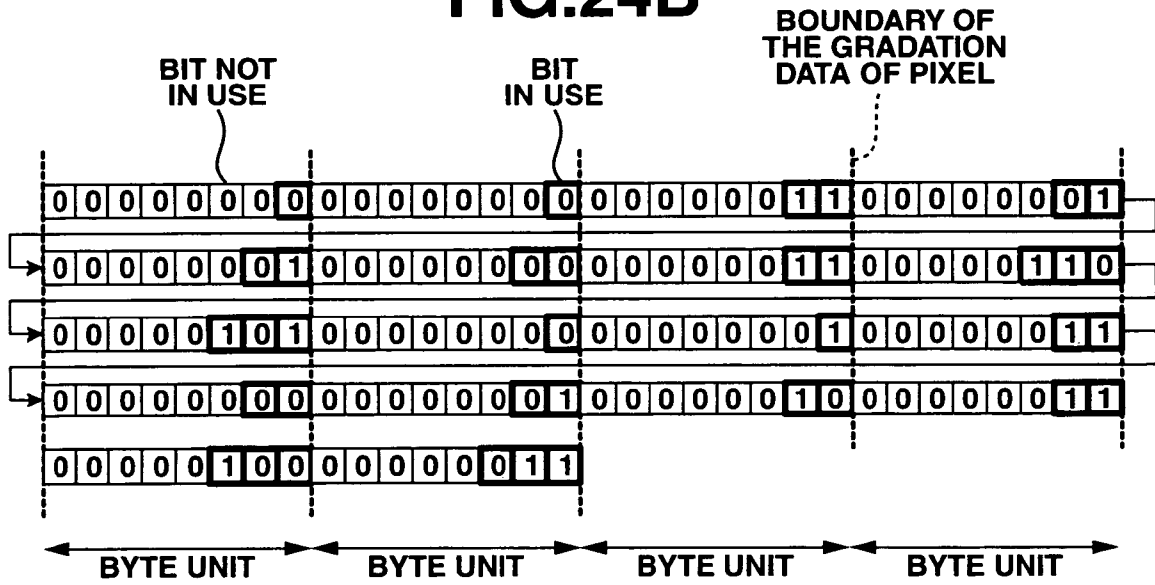 FIG.24B
BOUNDARY OF
THE GRADATION
DATA OF PIXEL
BIT NOT
IN USE
BIT
IN USE
0 0 0 0 0 0 0 0 0 0 0 0 0 0 0 0 0 0 0 0 0 0 1 1 0 0 0 0 0 0 0 1
0 0 0 0 0 0 0 1 0 0 0 0 0 0 0 0 0 0 0 0 0 0 1 1 0 0 0 0 0 1 1 0
0 0 0 0 0 1 0 1 0 0 0 0 0 0 0 0 0 0 0 0 0 0 0 1 0 0 0 0 0 0 1 1
0 0 0 0 0 0 0 0 0 0 0 0 0 0 0 1 0 0 0 0 0 0 1 0 0 0 0 0 0 0 1 1
0 0 0 0 0 1 0 0 0 0 0 0 0 0 1 1
BYTE UNIT BYTE UNIT BYTE UNIT BYTE UNIT